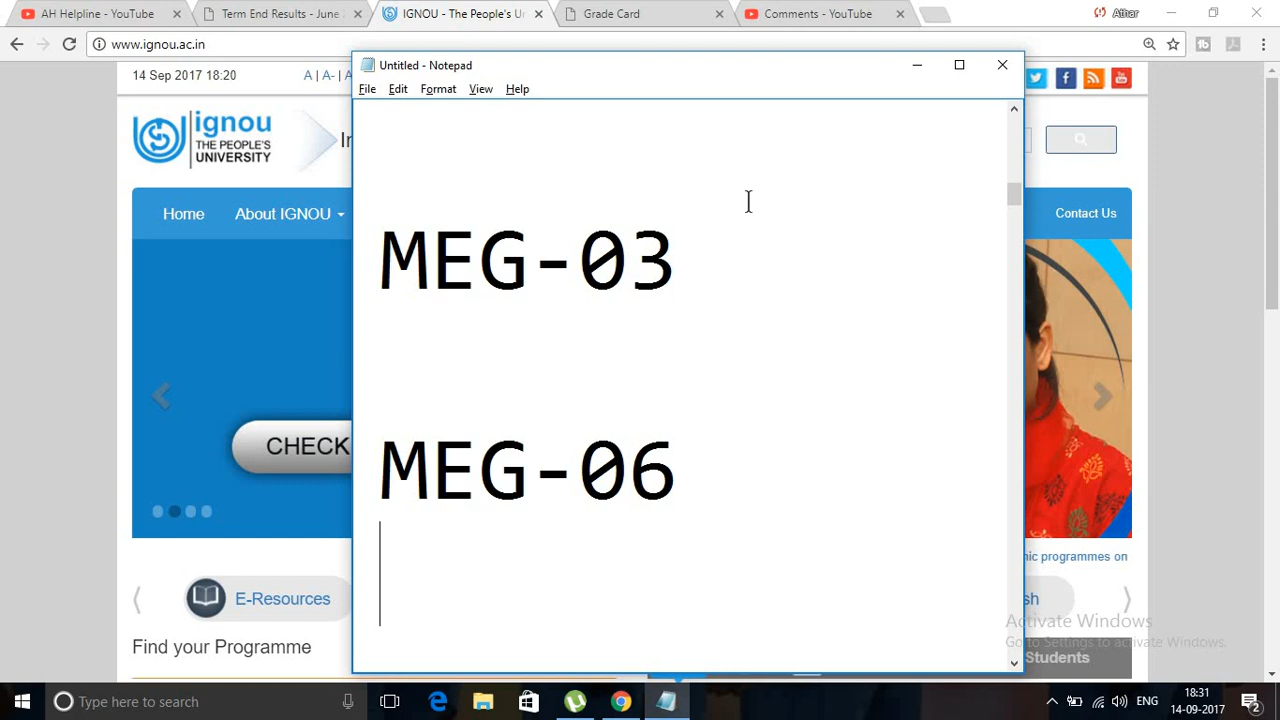 AH Helpline - YouTube
Term End Results - June
IGNOU - The People's Ur
Grade Card
Comments - YouTube
Athar
www.ignou.ac.in
14 Sep 2017 18:20
A | A- | A
Untitled - Notepad
File Edit Format View Help
ignou
THE PEOPLE'S
UNIVERSITY
Home
About IGNOU
Contact Us
MEG-03
MEG-06
CHECK
nic programmes on
E-Resources
sh
Find your Programme
Activate Windows
Go to Settings to activate Windows.
Students
Type here to search
ENG
18:31
14-09-2017
2